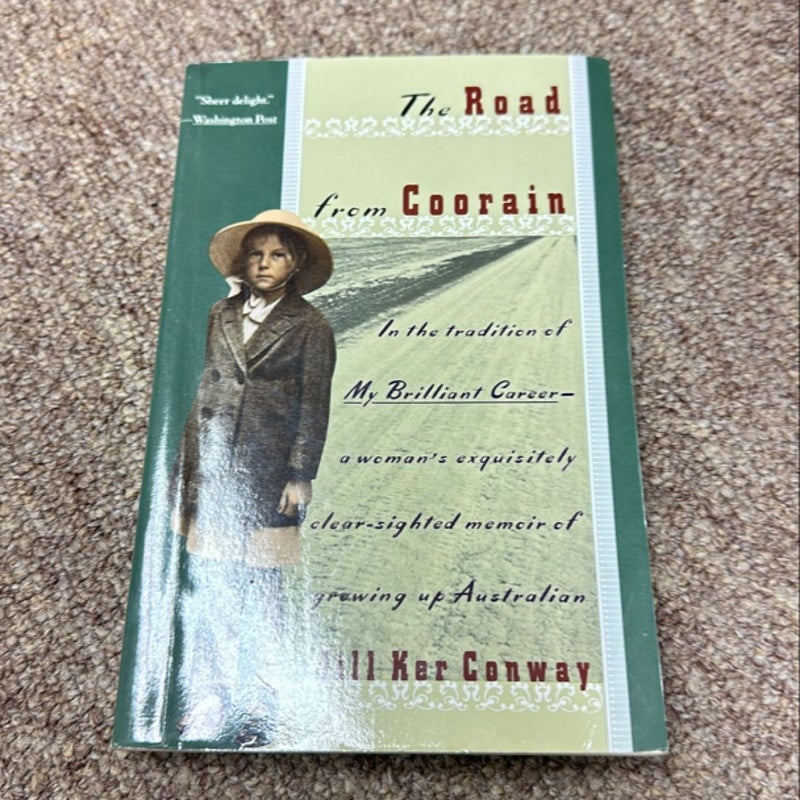 "Sheer delight."
—Washington Post
The Road
from Coorain
In the tradition of
My Brilliant Career—
a woman's exquisitely
clear-sighted memoir of
growing up Australian
Jill Ker Conway